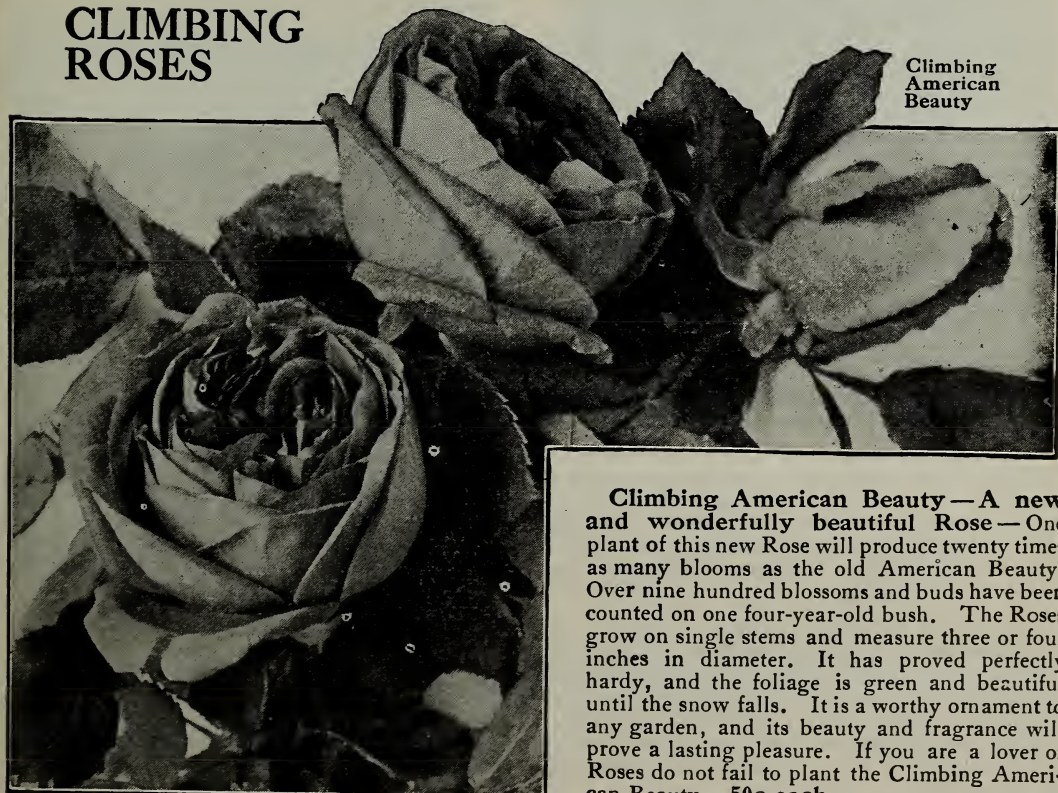 CLIMBING
ROSES
Climbing
American
Beauty
Climbing American Beauty—A new
and wonderfully beautiful Rose—One
plant of this new Rose will produce twenty time
as many blooms as the old American Beauty
Over nine hundred blossoms and buds have been
counted on one four-year-old bush. The Rose
grow on single stems and measure three or four
inches in diameter. It has proved perfectly
hardy, and the foliage is green and beautiful
until the snow falls. It is a worthy ornament to
any garden, and its beauty and fragrance will
prove a lasting pleasure. If you are a lover of
Roses do not fail to plant the Climbing Ameri-
can Beauty. 50c each